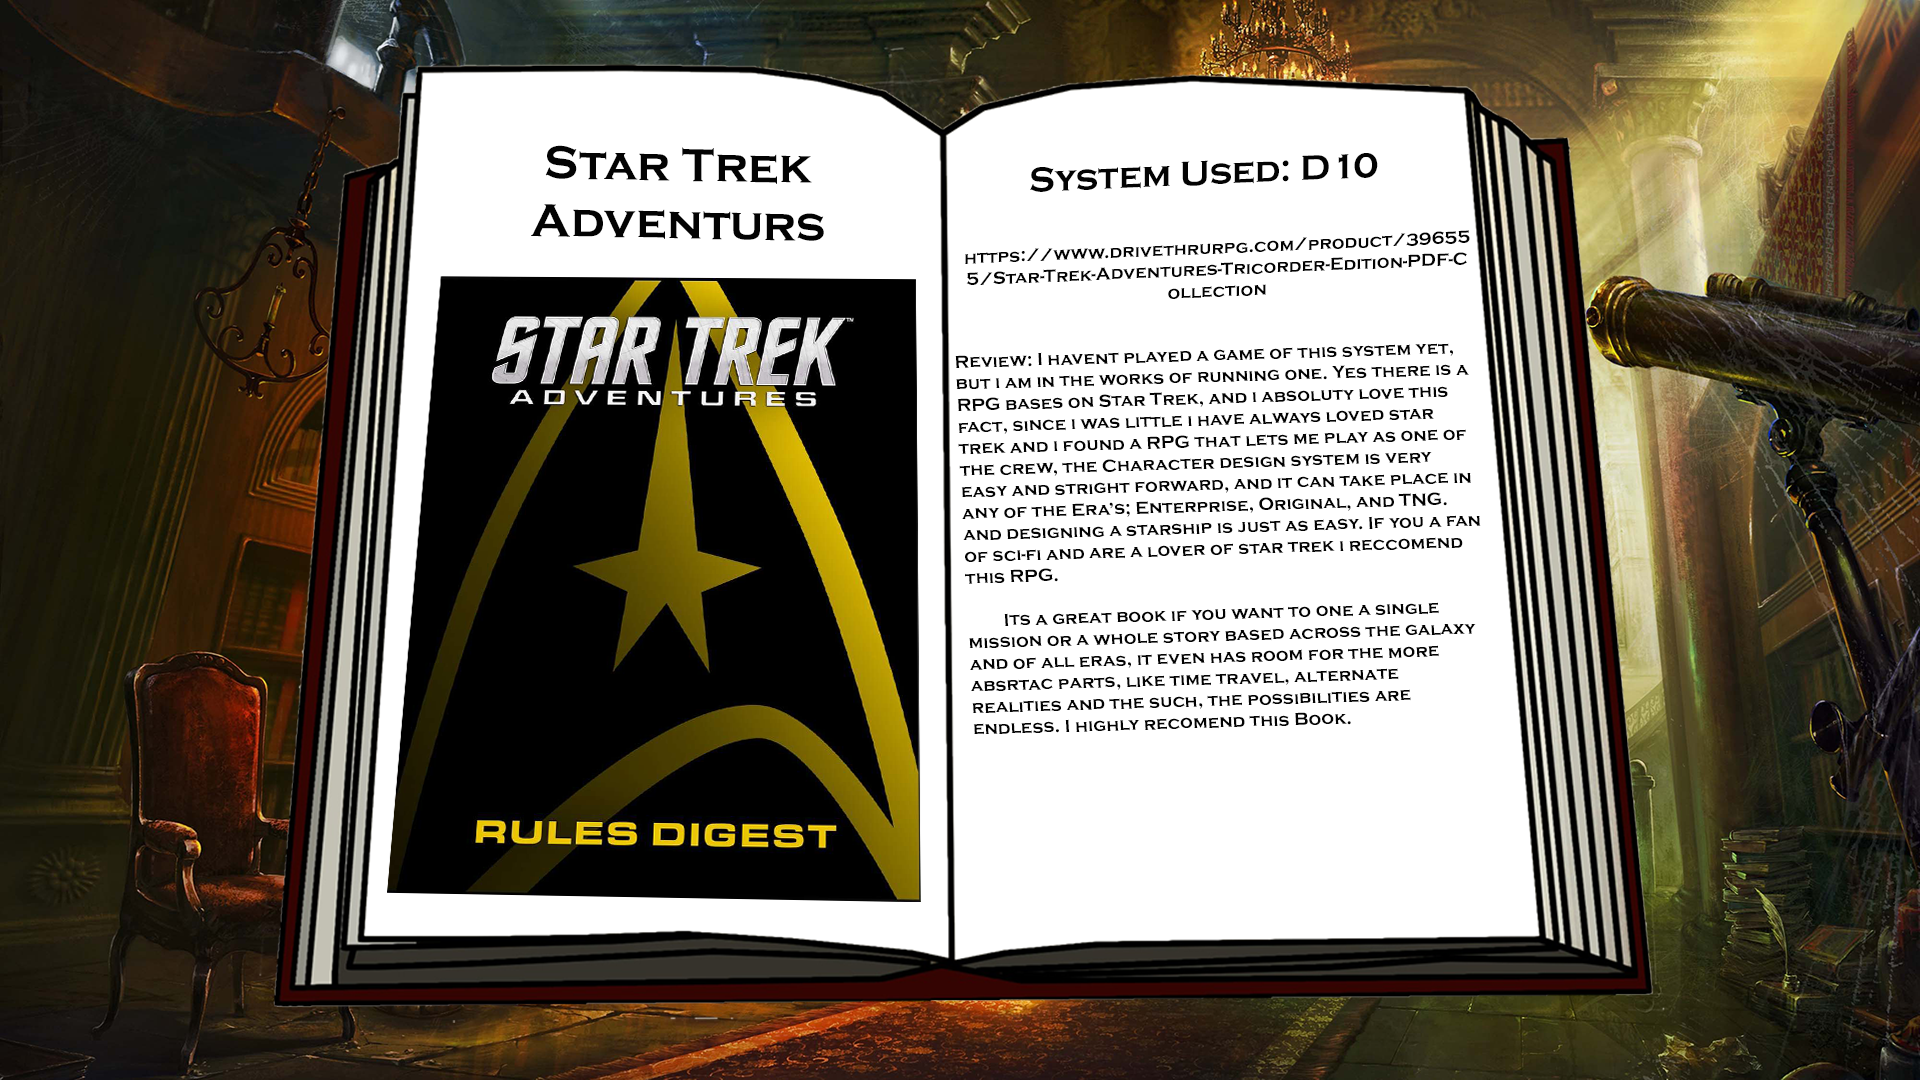 Star Trek
Adventurs
STAR TREK™
ADVENTURES
RULES DIGEST
System Used: D10
https://www.drivethrurpg.com/product/39655
5/Star-Trek-Adventures-Tricorder-Edition-PDF-C
ollection
Review: I havent played a game of this system yet,
but i am in the works of running one. Yes there is a
RPG bases on Star Trek, and i absoluty love this
fact, since i was little i have always loved star
trek and i found a RPG that lets me play as one of
the crew, the Character design system is very
easy and stright forward, and it can take place in
any of the Era's; Enterprise, Original, and TNG.
and designing a starship is just as easy. If you a fan
of sci-fi and are a lover of star trek i reccomend
this RPG.
Its a great book if you want to one a single
mission or a whole story based across the galaxy
and of all eras, it even has room for the more
absrtac parts, like time travel, alternate
realities and the such, the possibilities are
endless. I highly recomend this Book.